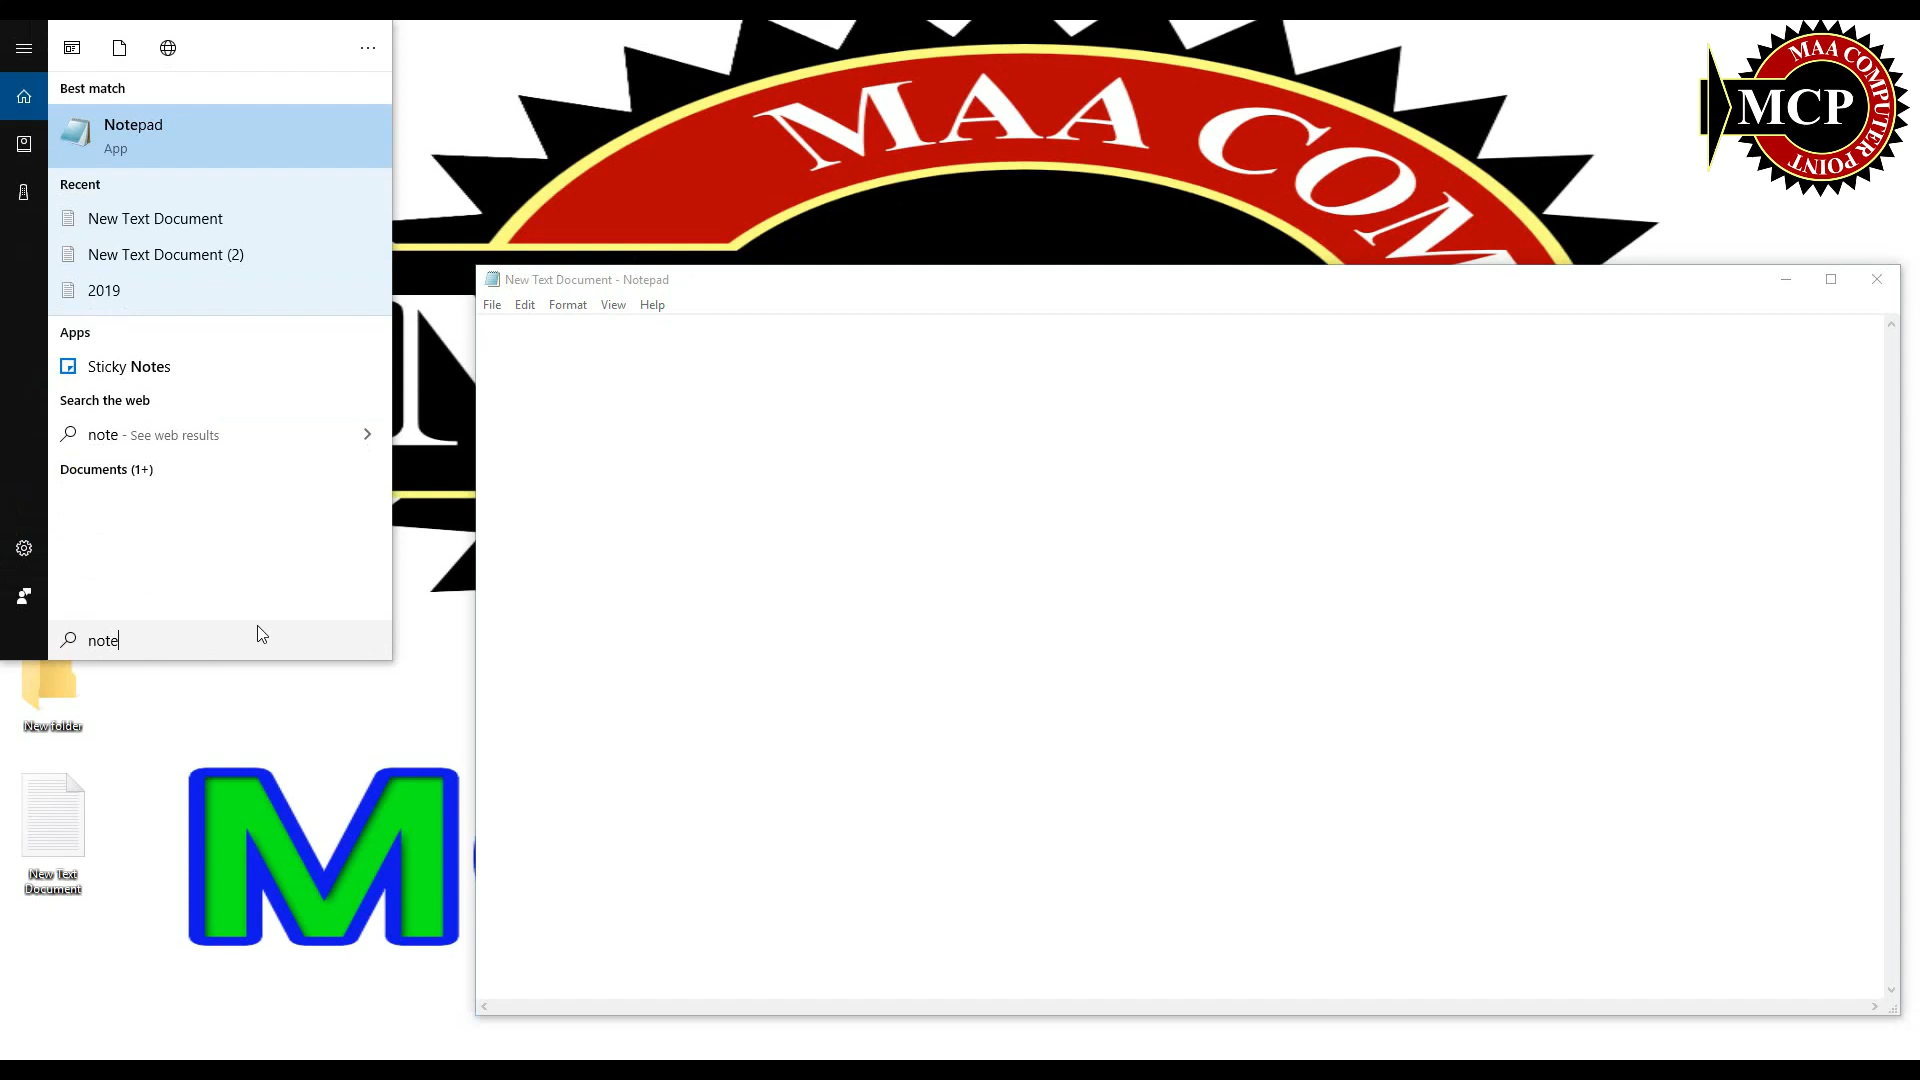 Best match
Notepad
App
Recent
New Text Document
New Text Document (2)
2019
Apps
Sticky Notes
Search the web
note - See web results
Documents (1+)
note
New folder
New Text
Document
MAA COM
New Text Document - Notepad
File Edit Format View Help
M
MAA COMPUTER POINT
MCP